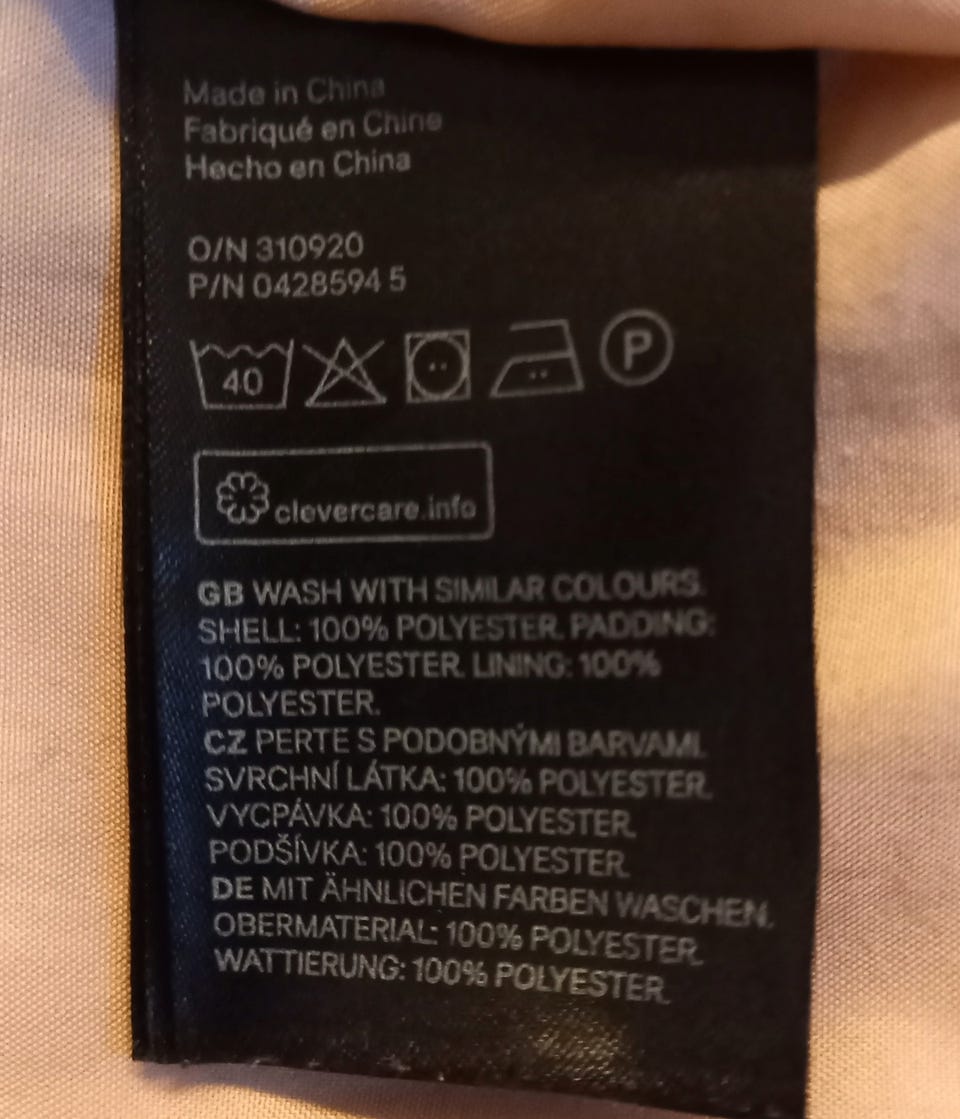 Made in China
Fabriqué en Chine
Hecho en China
O/N 310920
P/N 0428594 5
40 P
clevercare.info
GB WASH WITH SIMILAR COLOURS.
SHELL: 100% POLYESTER. PADDING:
100% POLYESTER. LINING: 100%
POLYESTER.
CZ PERTE S PODOBNÝMI BARVAMI.
SVRCHNÍ LÁTKA: 100% POLYESTER.
VYCPÁVKA: 100% POLYESTER.
PODŠÍVKA: 100% POLYESTER.
DE MIT ÄHNLICHEN FARBEN WASCHEN.
OBERMATERIAL: 100% POLYESTER.
WATTIERUNG: 100% POLYESTER.